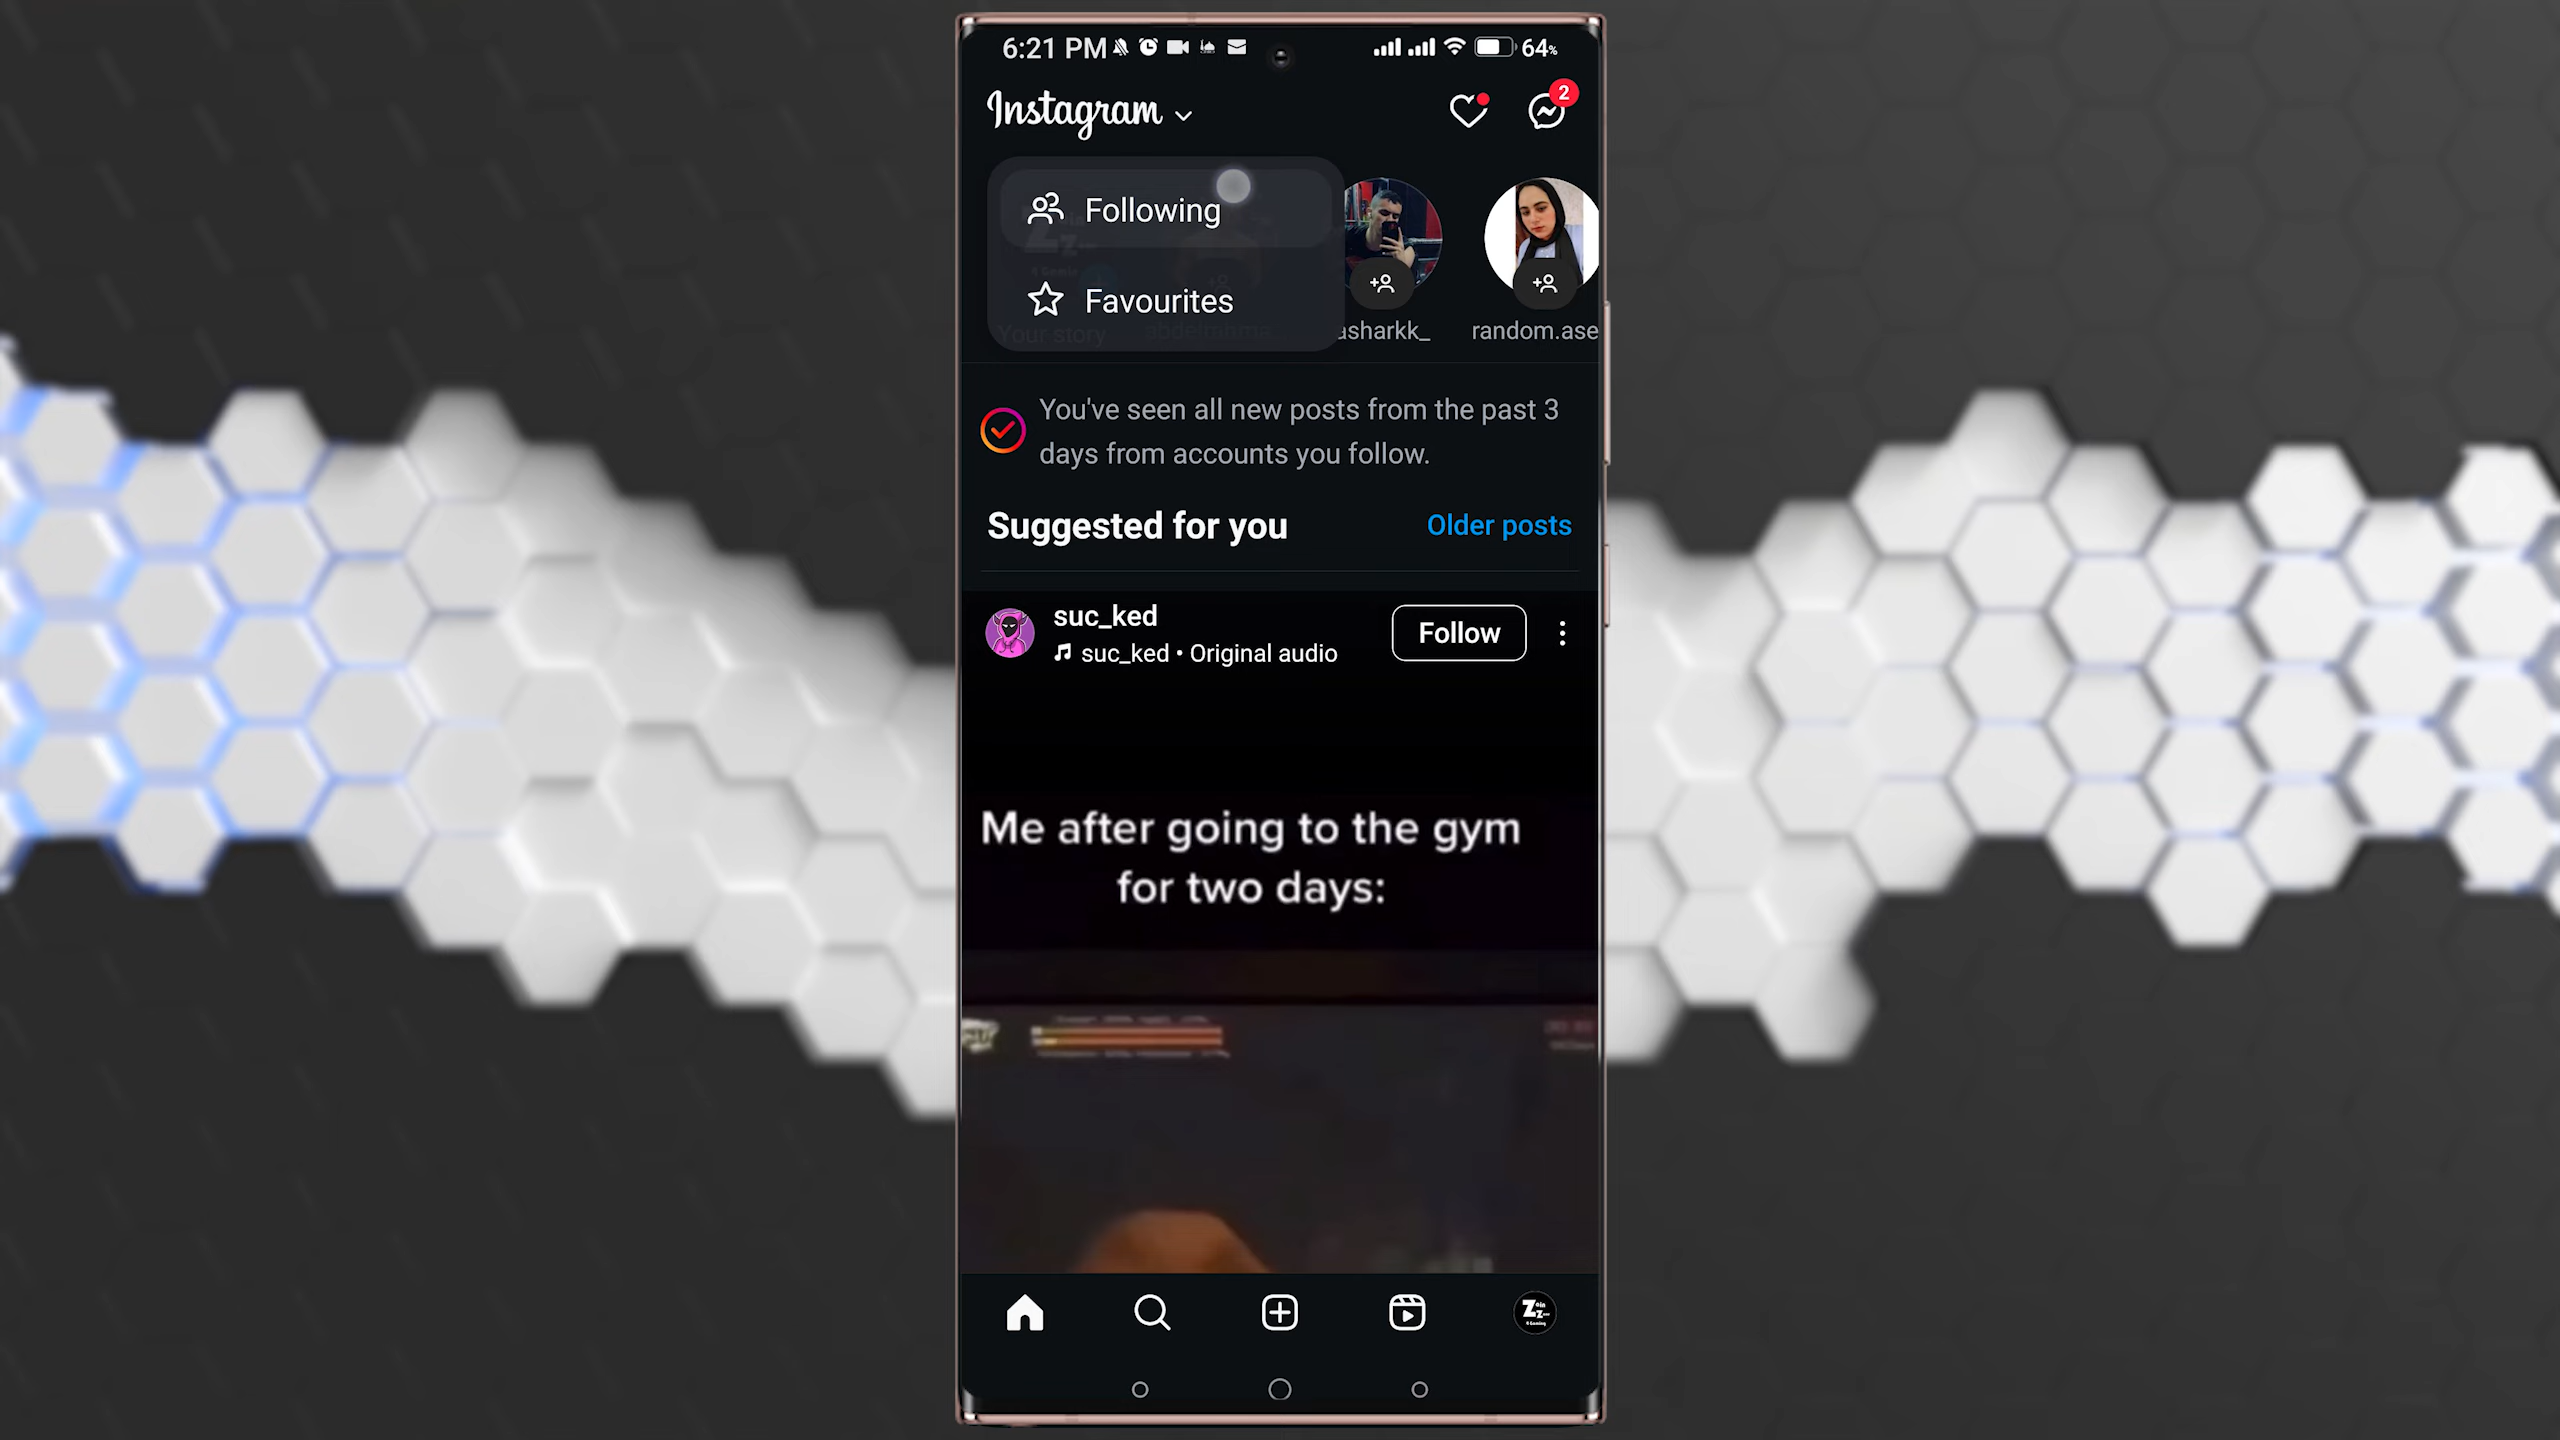 6:21 PM
64%
Instagram
2
Following
Favourites
Your story
asharkk_
random.ase
You've seen all new posts from the past 3
days from accounts you follow.
Suggested for you
Older posts
suc_ked
suc_ked • Original audio
Follow
Me after going to the gym
for two days: